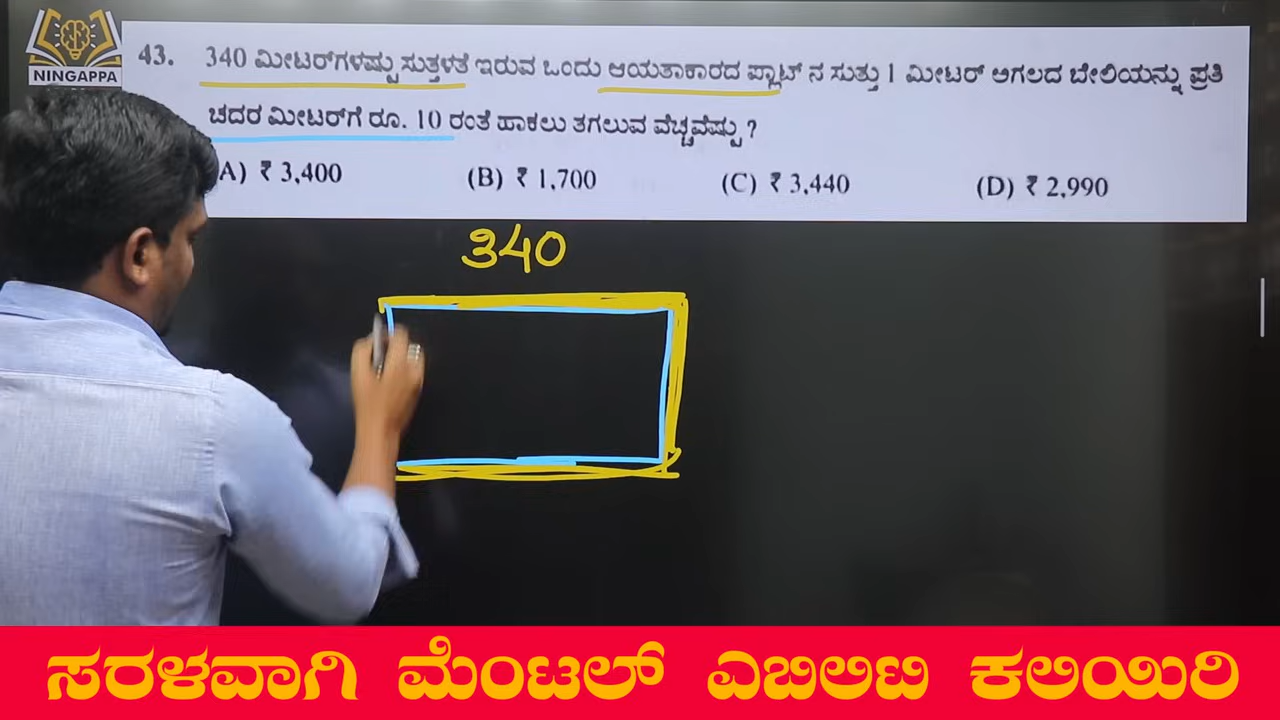 NINGAPPA
43. 340 ಮೀಟರ್‌ಗಳಷ್ಟು ಸುತ್ತಳತೆ ಇರುವ ಒಂದು ಆಯತಾಕಾರದ ಪ್ಲಾಟ್ ನ ಸುತ್ತು 1 ಮೀಟರ್ ಅಗಲದ ಬೇಲಿಯನ್ನು ಪ್ರತಿ
ಚದರ ಮೀಟರ್‌ಗೆ ರೂ. 10 ರಂತೆ ಹಾಕಲು ತಗಲುವ ವೆಚ್ಚವೆಷ್ಟು ?
A) ₹ 3,400 (B) ₹ 1,700 (C) ₹ 3,440 (D) ₹ 2,990
340
ಸರಳವಾಗಿ ಮೆಂಟಲ್ ಎಬಿಲಿಟಿ ಕಲಿಯಿರಿ